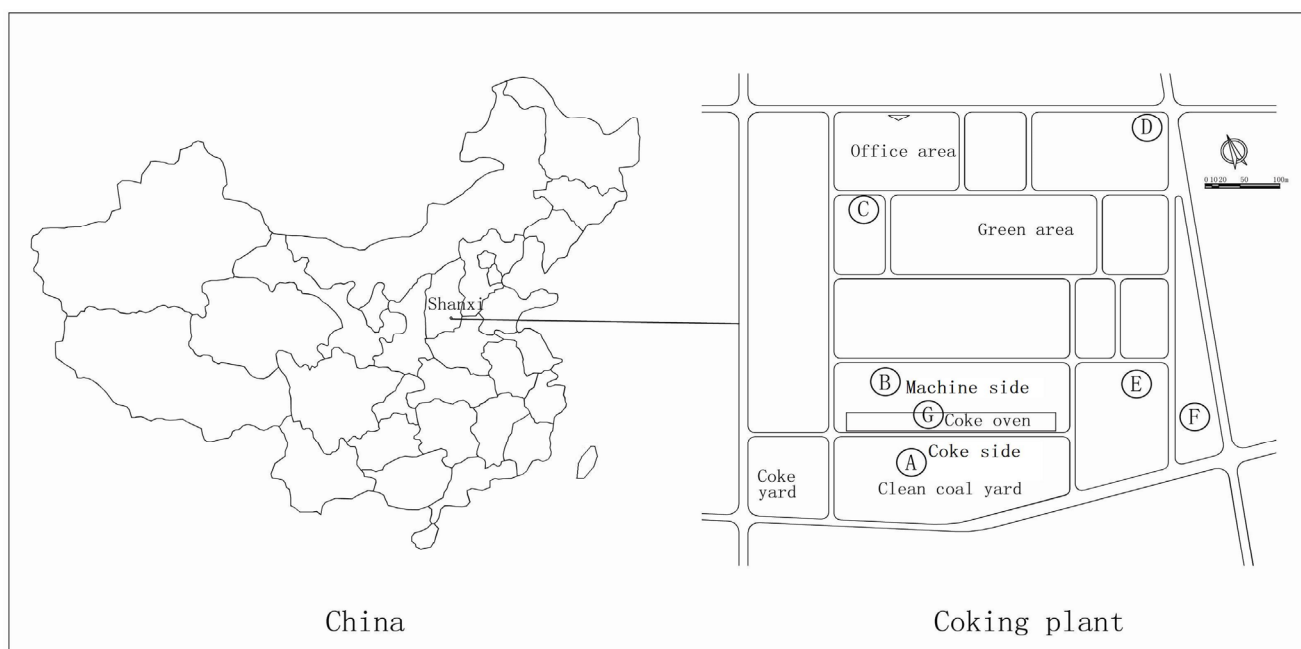 Shanxi
China
D
Office area
0 10 20 50 100m
C
Green area
B
Machine side
E
G
Coke oven
F
Coke side
A
Coke
yard
Clean coal yard
Coking plant